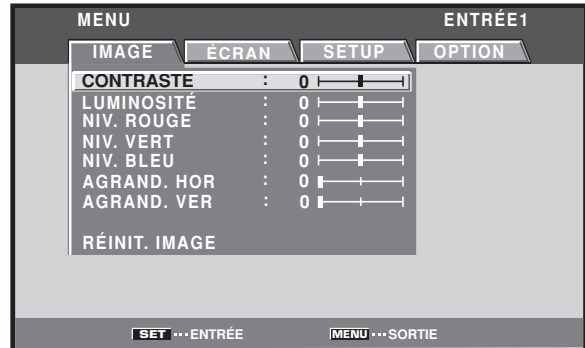 MENU ENTRÉE1
IMAGE ÉCRAN SETUP OPTION
CONTRASTE : 0
LUMINOSITÉ : 0
NIV. ROUGE : 0
NIV. VERT : 0
NIV. BLEU : 0
AGRAND. HOR : 0
AGRAND. VER : 0
RÉINIT. IMAGE
SET ···ENTRÉE MENU ···SORTIE